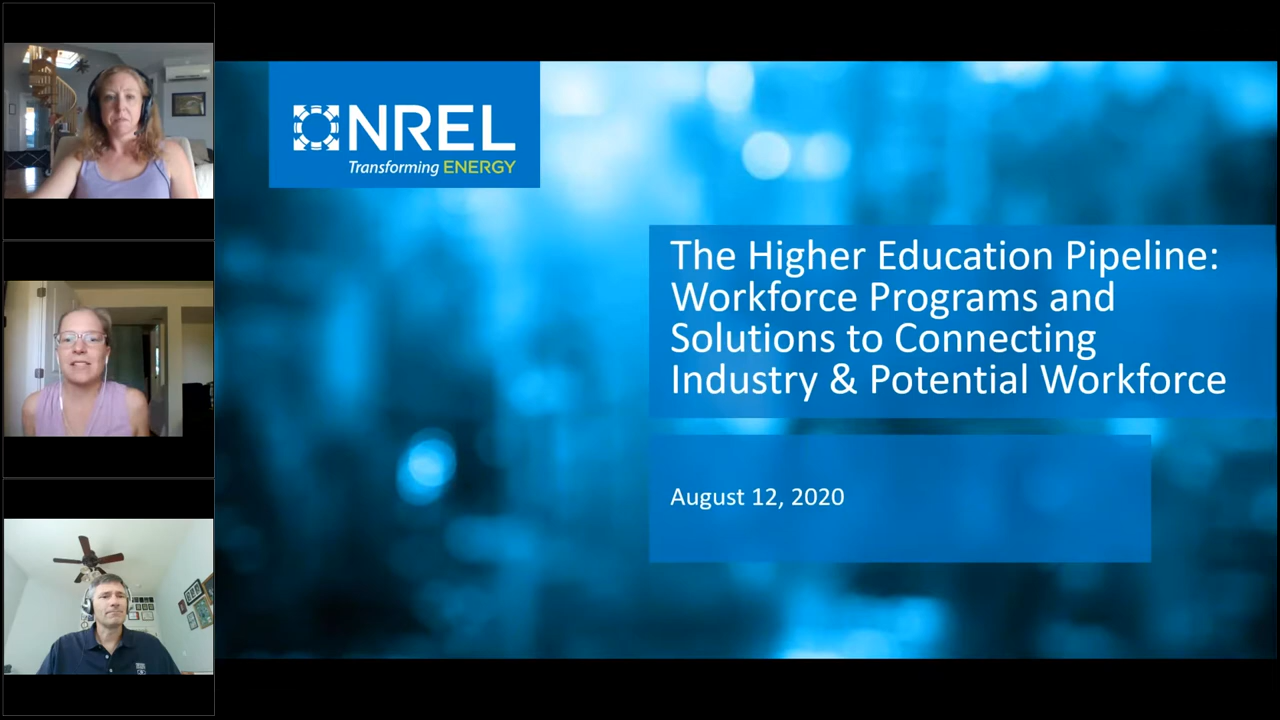 NREL
Transforming ENERGY
The Higher Education Pipeline:
Workforce Programs and
Solutions to Connecting
Industry & Potential Workforce
August 12, 2020